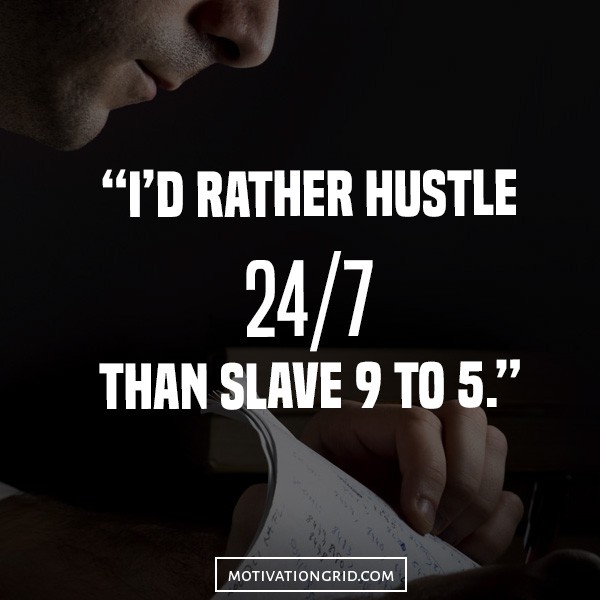 “I’D RATHER HUSTLE
24/7
THAN SLAVE 9 TO 5.”
MOTIVATIONGRID.COM